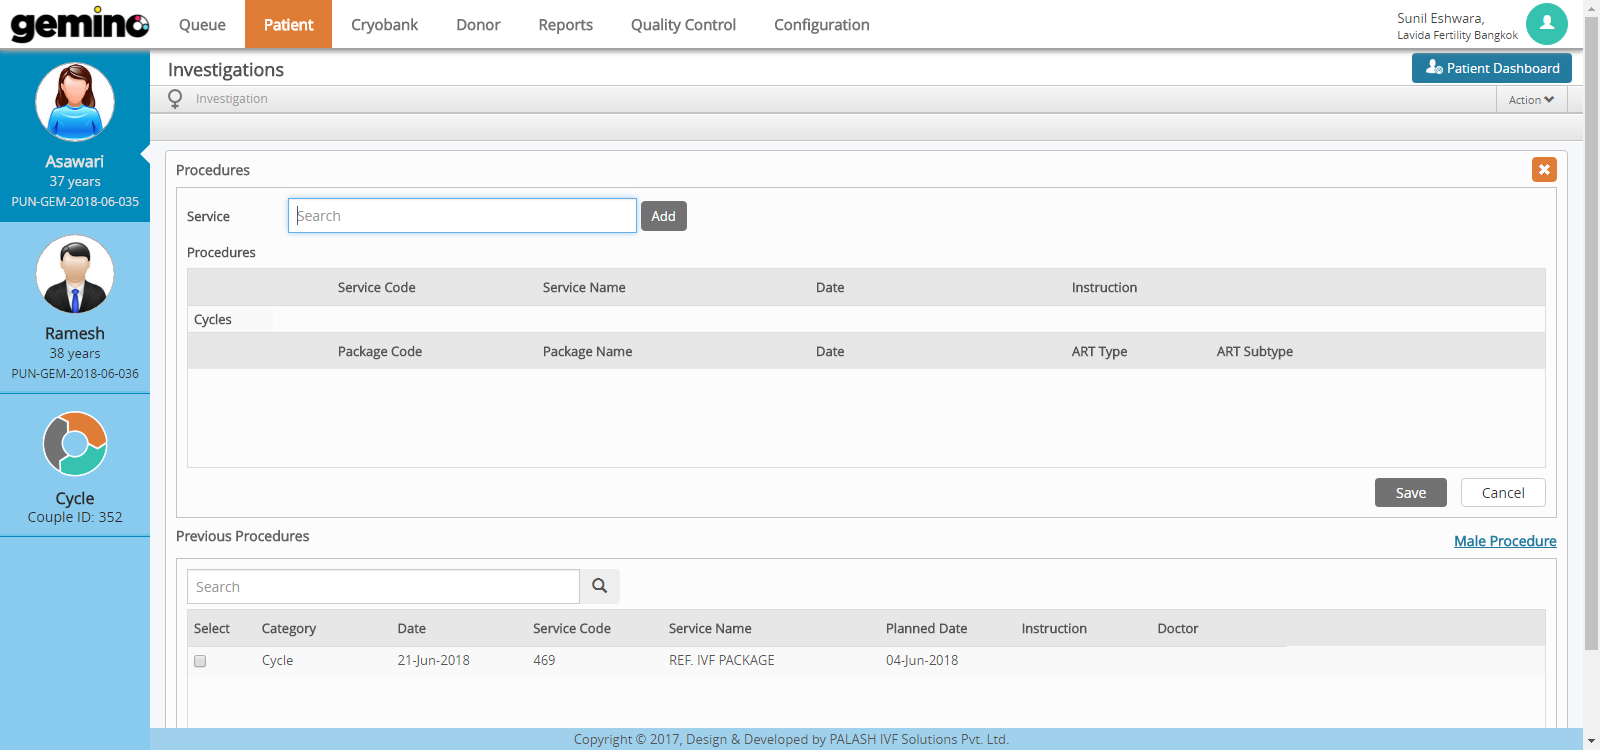 gemino
Queue Patient Cryobank Donor Reports Quality Control Configuration
Sunil Eshwara,
Lavida Fertility Bangkok
Asawari
37 years
PUN-GEM-2018-06-035
Ramesh
38 years
PUN-GEM-2018-06-036
Cycle
Couple ID: 352
Investigations
Patient Dashboard
Investigation
Action
Procedures
Service Search Add
Procedures
Service Code Service Name Date Instruction
Cycles
Package Code Package Name Date ART Type ART Subtype
Save Cancel
Previous Procedures
Male Procedure
Search
Select Category Date Service Code Service Name Planned Date Instruction Doctor
Cycle 21-Jun-2018 469 REF. IVF PACKAGE 04-Jun-2018
Copyright © 2017, Design & Developed by PALASH IVF Solutions Pvt. Ltd.